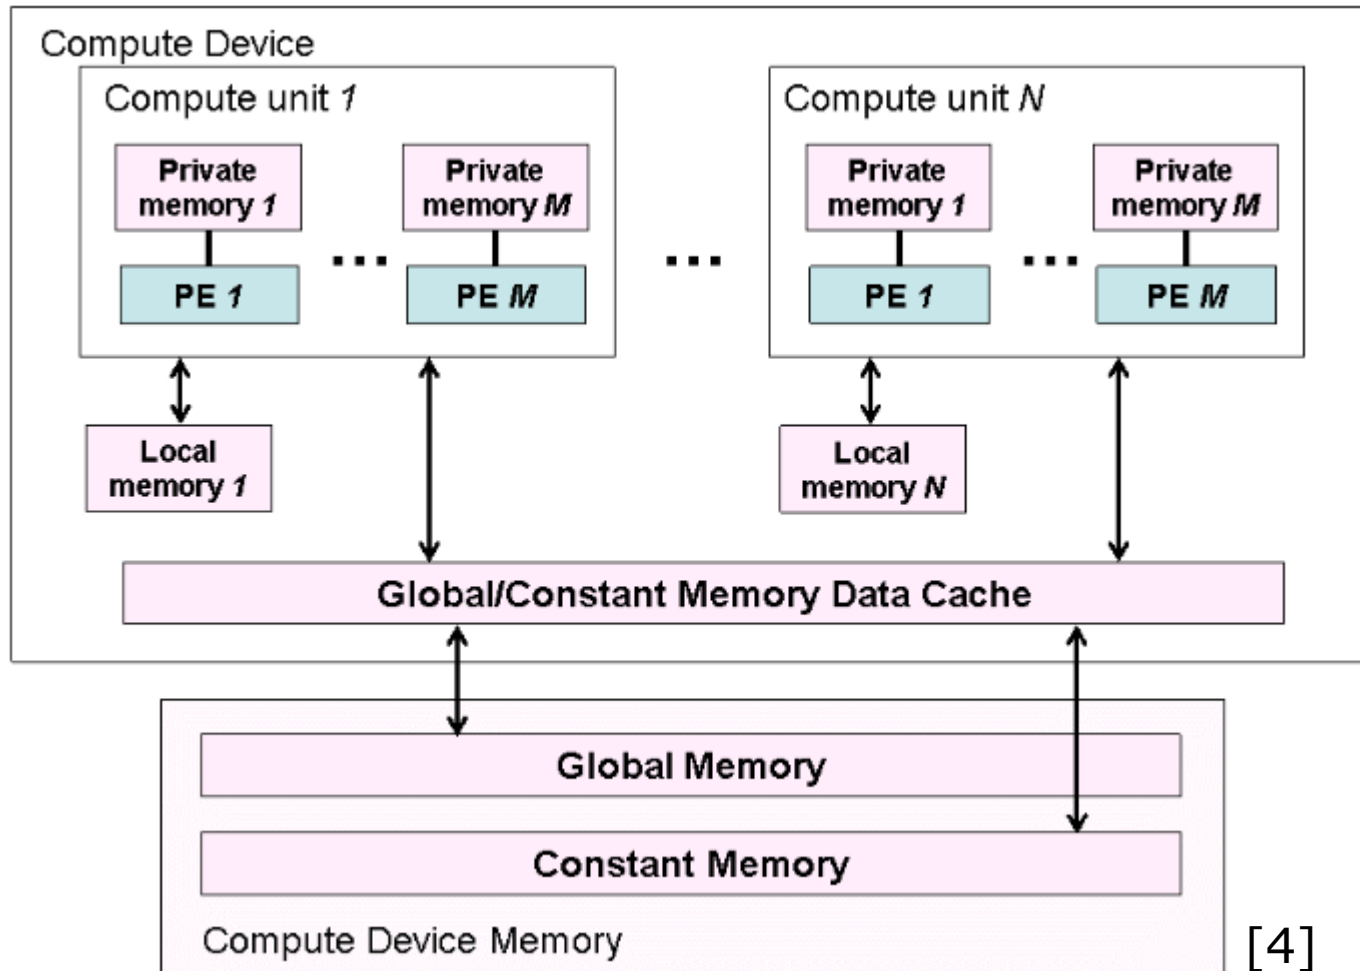 Compute Device
Compute unit 1
Private
memory 1
Private
memory M
PE 1
...
PE M
...
Compute unit N
Private
memory 1
Private
memory M
PE 1
...
PE M
Local
memory 1
Local
memory N
Global/Constant Memory Data Cache
Global Memory
Constant Memory
Compute Device Memory
[4]